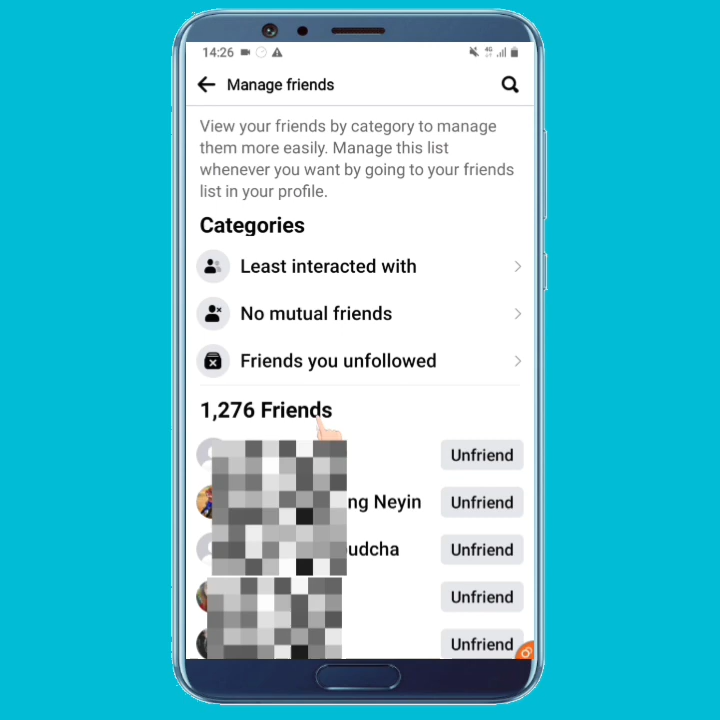 14:26
4G
Manage friends
View your friends by category to manage
them more easily. Manage this list
whenever you want by going to your friends
list in your profile.
Categories
Least interacted with
No mutual friends
Friends you unfollowed
1,276 Friends
Unfriend
ng Neyin Unfriend
udcha Unfriend
Unfriend
Unfriend